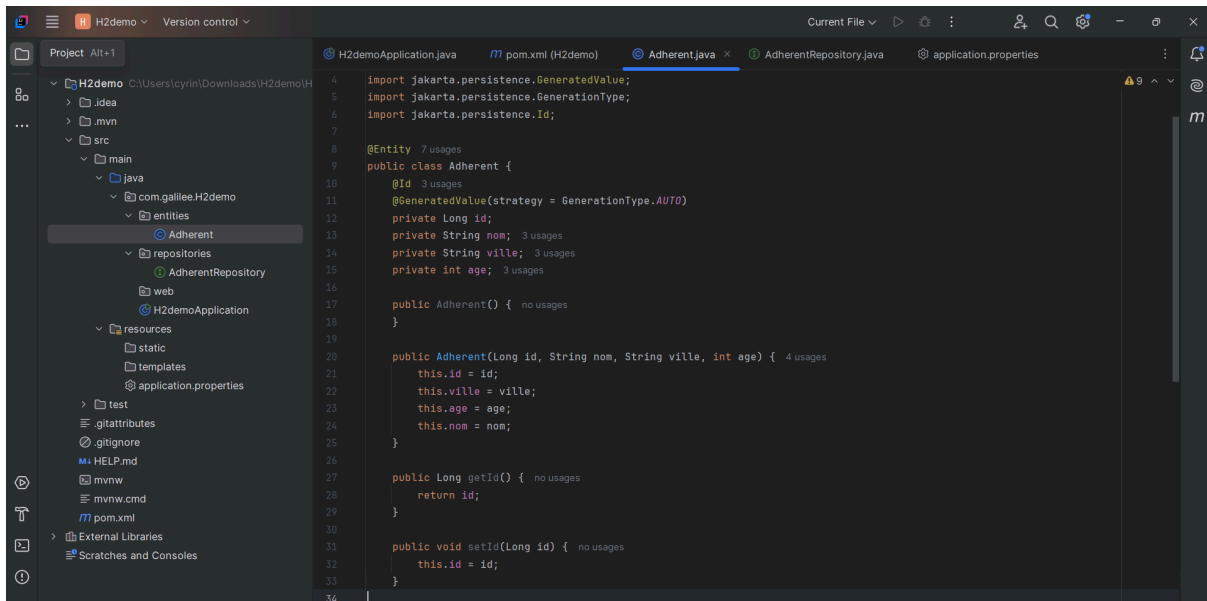 H H2demo Version control Current File
Project Alt+1
H2demoApplication.java m pom.xml (H2demo) Adherent.java × AdherentRepository.java application.properties
H2demo C:\Users\cyrin\Downloads\H2demo\H
.idea
.mvn
src
main
java
com.galilee.H2demo
entities
Adherent
repositories
AdherentRepository
web
H2demoApplication
resources
static
templates
application.properties
test
.gitattributes
.gitignore
M↓ HELP.md
mvnw
mvnw.cmd
m pom.xml
External Libraries
Scratches and Consoles
9
m
4 import jakarta.persistence.GeneratedValue;
5 import jakarta.persistence.GenerationType;
6 import jakarta.persistence.Id;
7
8 @Entity 7 usages
9 public class Adherent {
10 @Id 3 usages
11 @GeneratedValue(strategy = GenerationType.AUTO)
12 private Long id;
13 private String nom; 3 usages
14 private String ville; 3 usages
15 private int age; 3 usages
16
17 public Adherent() { no usages
18 }
19
20 public Adherent(Long id, String nom, String ville, int age) { 4 usages
21 this.id = id;
22 this.ville = ville;
23 this.age = age;
24 this.nom = nom;
25 }
26
27 public Long getId() { no usages
28 return id;
29 }
30
31 public void setId(Long id) { no usages
32 this.id = id;
33 }
34